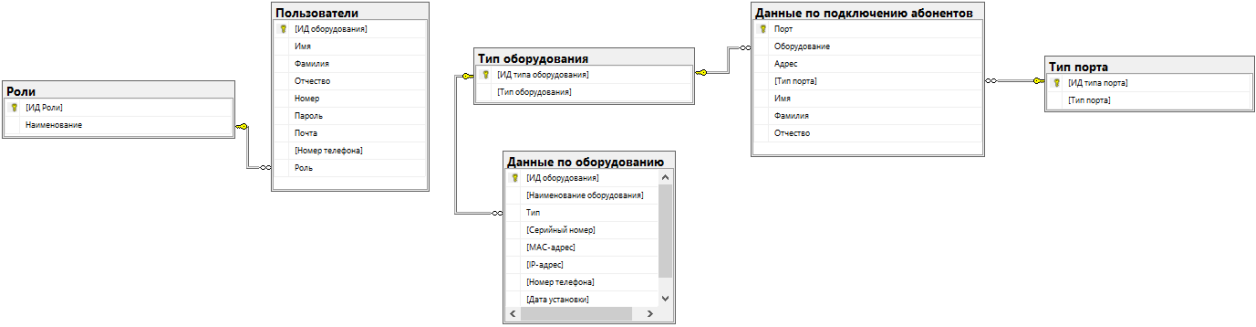 Роли
[ИД Роли]
Наименование
Пользователи
[ИД оборудования]
Имя
Фамилия
Отчество
Номер
Пароль
Почта
[Номер телефона]
Роль
Тип оборудования
[ИД типа оборудования]
[Тип оборудования]
Данные по оборудованию
[ИД оборудования]
[Наименование оборудования]
Тип
[Серийный номер]
[MAC-адрес]
[IP-адрес]
[Номер телефона]
[Дата установки]
Данные по подключению абонентов
Порт
Оборудование
Адрес
[Тип порта]
Имя
Фамилия
Отчество
Тип порта
[ИД типа порта]
[Тип порта]